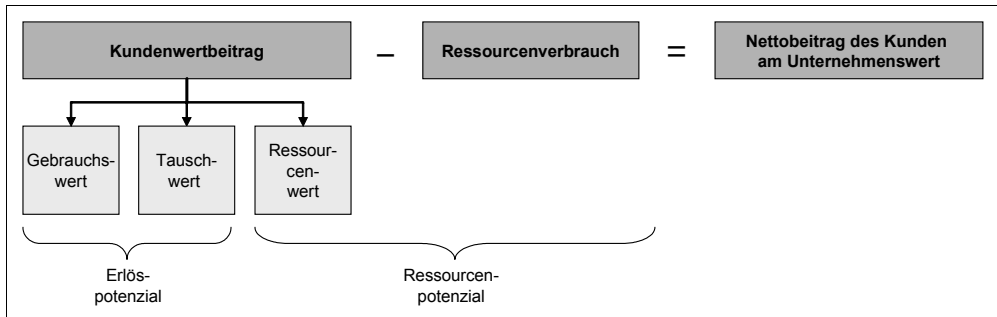 Kundenwertbeitrag
–
Ressourcenverbrauch
=
Nettobeitrag des Kunden
am Unternehmenswert
Gebrauchs-
wert
Tausch-
wert
Ressour-
cen-
wert
Erlös-
potenzial
Ressourcen-
potenzial